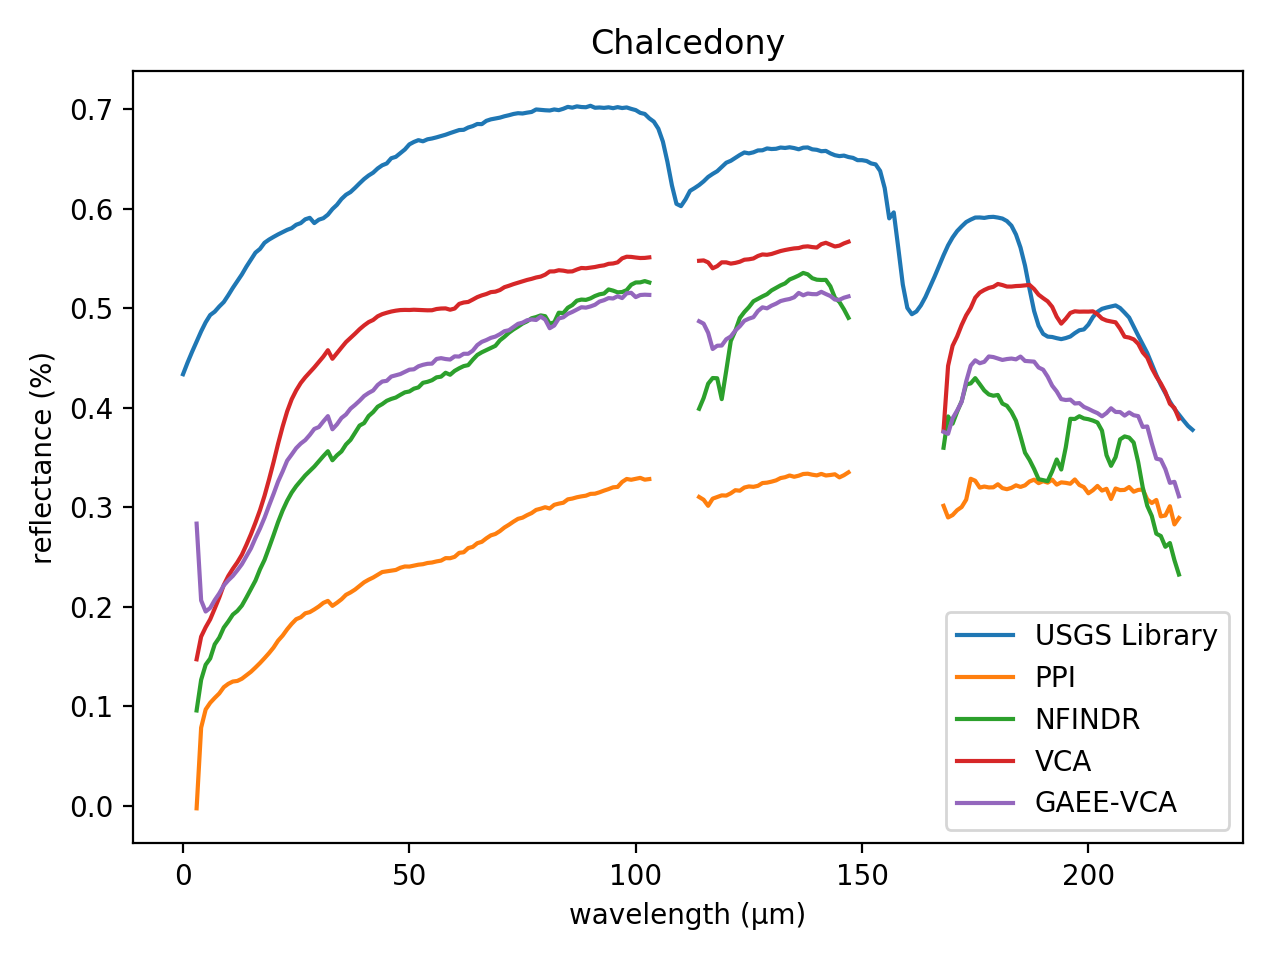 Chalcedony
reflectance (%)
0.7
0.6
0.5
0.4
0.3
0.2
0.1
0.0
USGS Library
PPI
NFINDR
VCA
GAEE-VCA
0 50 100 150 200
wavelength (μm)